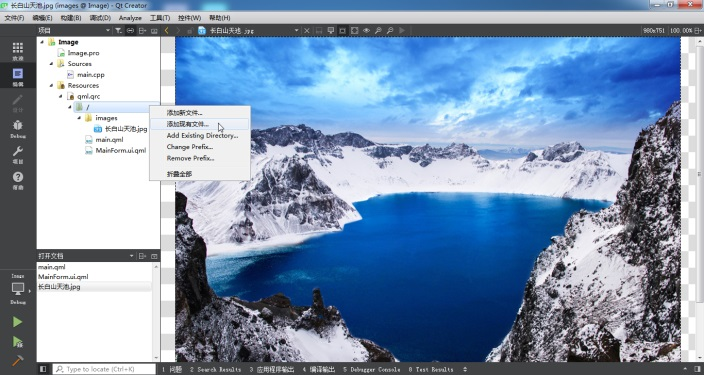 长白山天池.jpg (images @ Image) - Qt Creator
文件(F) 编辑(E) 构建(B) 调试(D) Analyze 工具(T) 控件(W) 帮助(H)
项目
长白山天池.jpg
980x751 100.00%
Image
Image.pro
Sources
main.cpp
Resources
qml.qrc
/
images
长白山天池.jpg
main.qml
MainForm.ui.qml
添加新文件...
添加现有文件...
Add Existing Directory...
Change Prefix...
Remove Prefix...
折叠全部
欢迎
编辑
设计
Debug
项目
帮助
打开文档
main.qml
MainForm.ui.qml
长白山天池.jpg
Image
Debug
Type to locate (Ctrl+K)
1 问题 2 Search Results 3 应用程序输出 4 编译输出 5 Debugger Console 8 Test Results